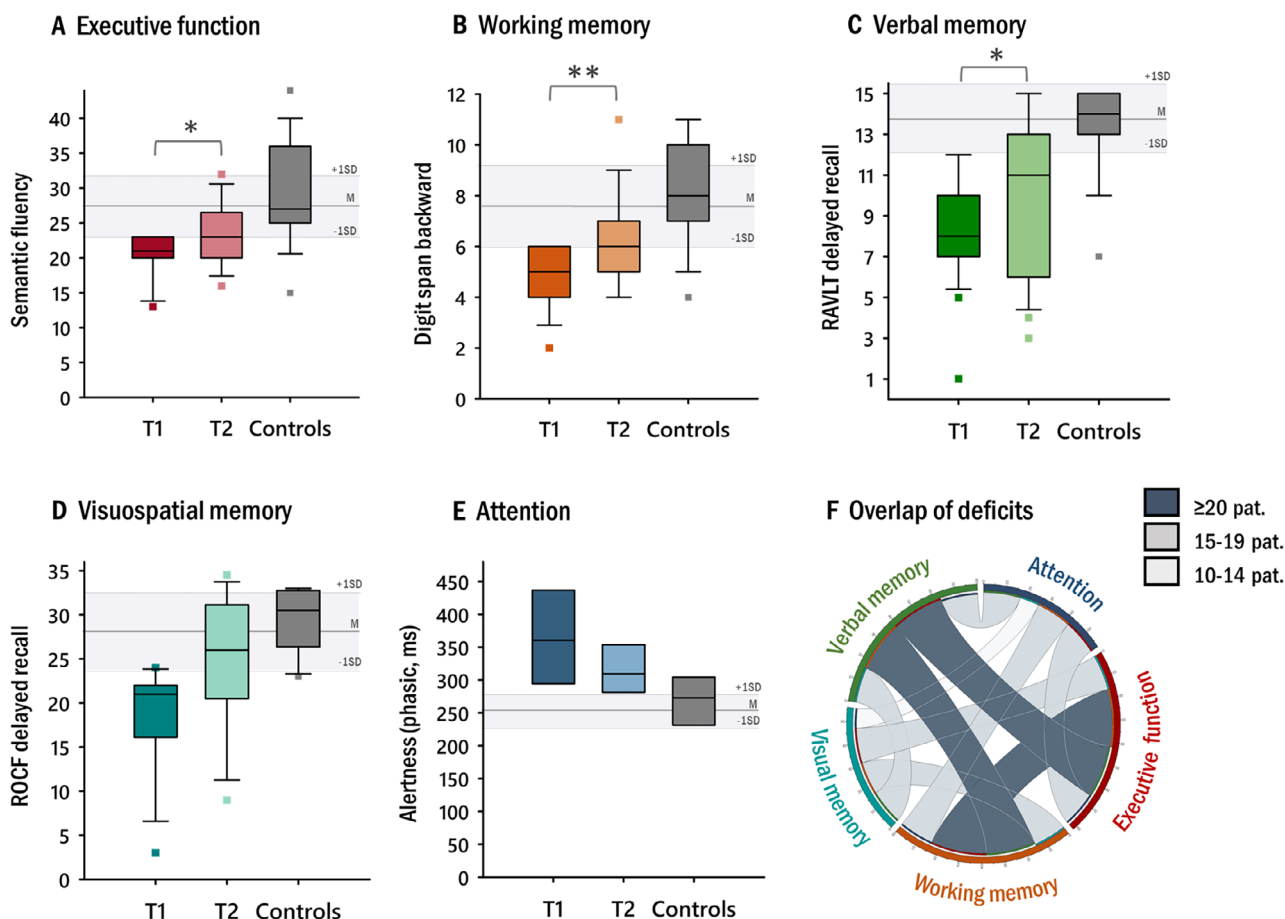 A Executive function
*
Semantic fluency
40
35
30
25
20
15
10
5
0
+1SD
M
-1SD
T1 T2 Controls
B Working memory
**
Digit span backward
12
10
8
6
4
2
0
+1SD
M
-1SD
T1 T2 Controls
C Verbal memory
*
RAVLT delayed recall
15
13
11
9
7
5
3
1
+1SD
M
-1SD
T1 T2 Controls
D Visuospatial memory
ROCF delayed recall
35
30
25
20
15
10
5
0
+1SD
M
-1SD
T1 T2 Controls
E Attention
Alertness (phasic, ms)
450
400
350
300
250
200
150
100
50
0
+1SD
M
-1SD
T1 T2 Controls
F Overlap of deficits
≥20 pat.
15-19 pat.
10-14 pat.
Verbal memory
Attention
Executive function
Visual memory
Working memory